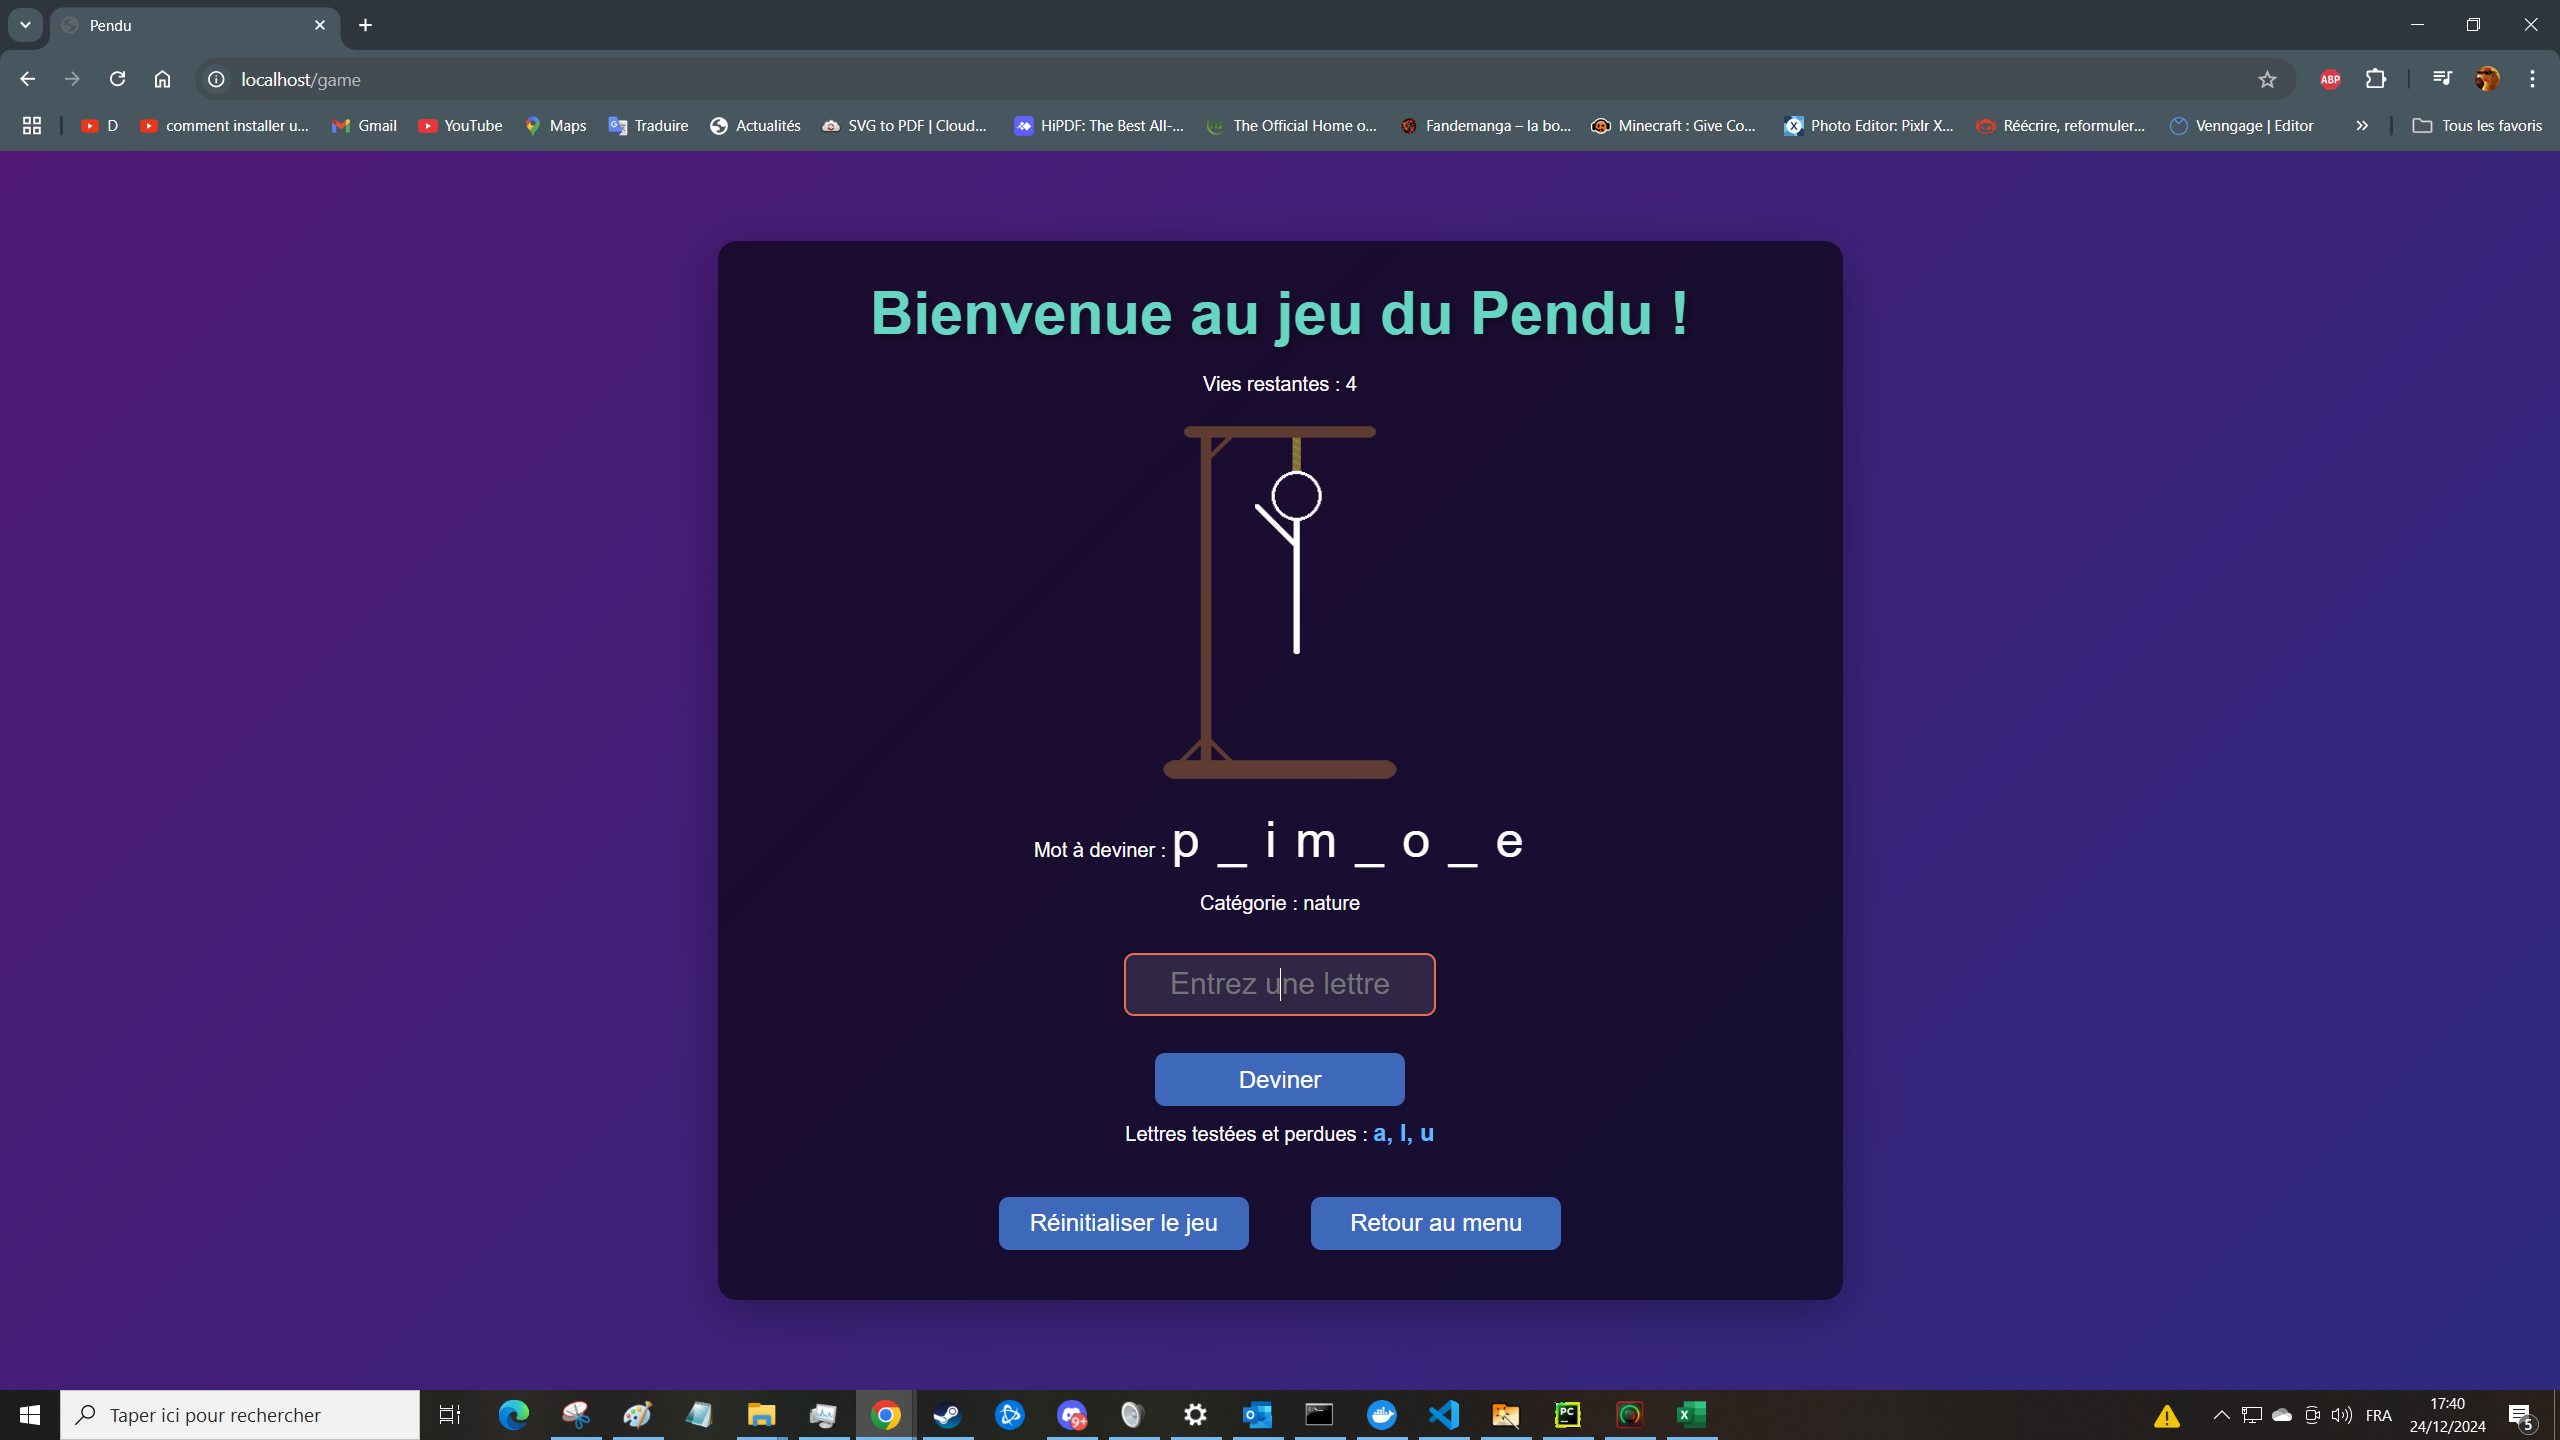 Pendu
localhost/game
D
comment installer u...
Gmail
YouTube
Maps
Traduire
Actualités
SVG to PDF | Cloud...
HiPDF: The Best All-...
The Official Home o...
Fandemanga – la bo...
Minecraft : Give Co...
Photo Editor: Pixlr X...
Réécrire, reformuler...
Venngage | Editor
»
Tous les favoris
ABP
Bienvenue au jeu du Pendu !
Vies restantes : 4
Mot à deviner : p _ i m _ o _ e
Catégorie : nature
Entrez une lettre
Deviner
Lettres testées et perdues : a, l, u
Réinitialiser le jeu
Retour au menu
Taper ici pour rechercher
9+
PC
FRA
17:40
24/12/2024
5